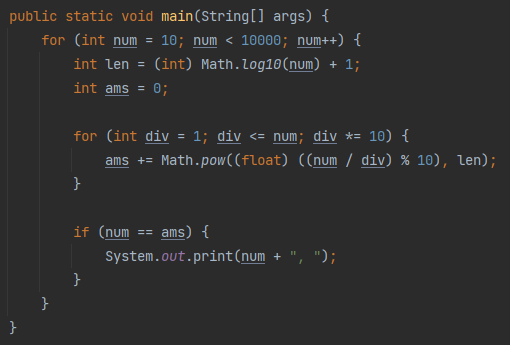 public static void main(String[] args) {
    for (int num = 10; num < 10000; num++) {
        int len = (int) Math.log10(num) + 1;
        int ams = 0;

        for (int div = 1; div <= num; div *= 10) {
            ams += Math.pow((float) ((num / div) % 10), len);
        }

        if (num == ams) {
            System.out.print(num + ", ");
        }
    }
}